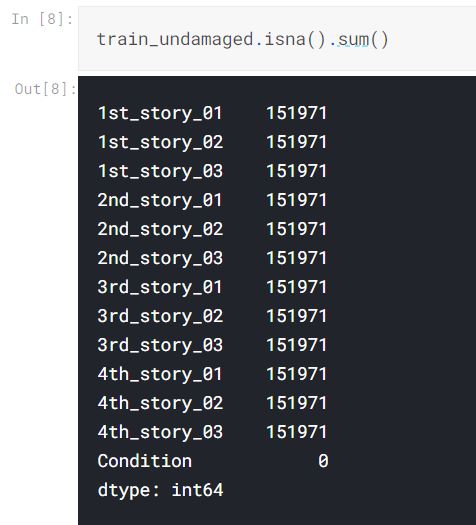 In [8]:
train_undamaged.isna().sum()
Out[8]:
1st_story_01 151971
1st_story_02 151971
1st_story_03 151971
2nd_story_01 151971
2nd_story_02 151971
2nd_story_03 151971
3rd_story_01 151971
3rd_story_02 151971
3rd_story_03 151971
4th_story_01 151971
4th_story_02 151971
4th_story_03 151971
Condition 0
dtype: int64